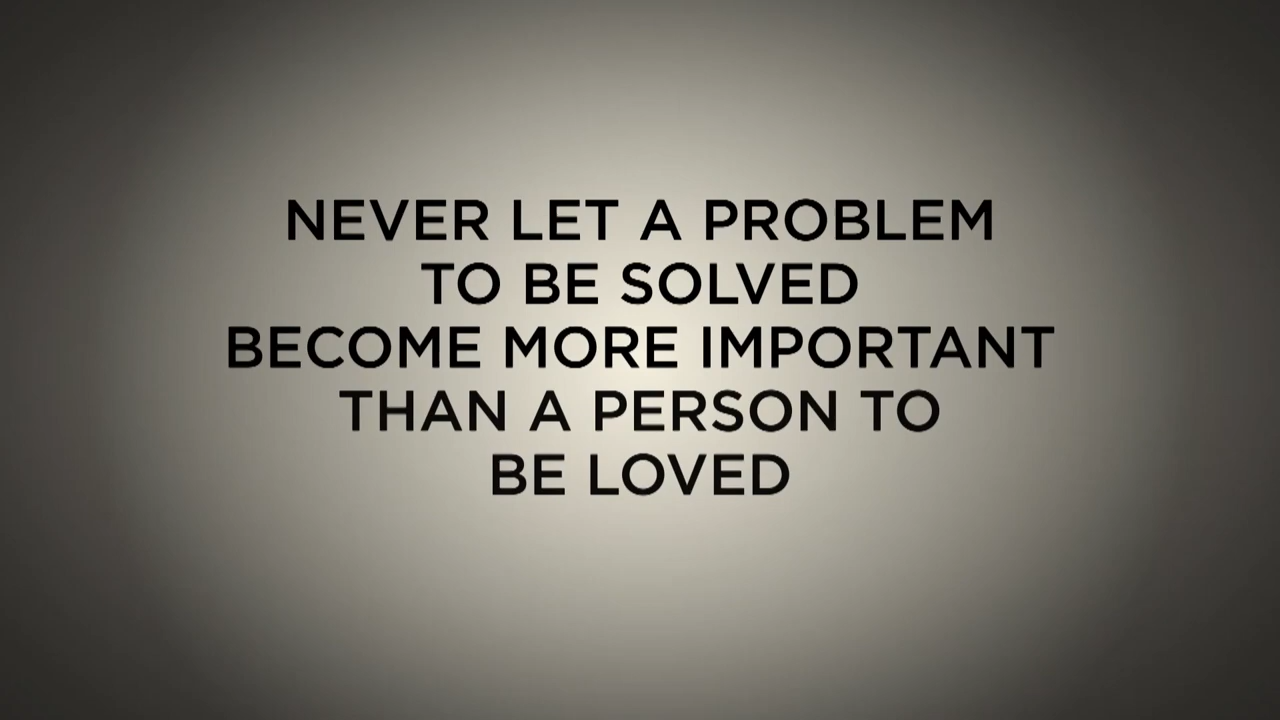 NEVER LET A PROBLEM
TO BE SOLVED
BECOME MORE IMPORTANT
THAN A PERSON TO
BE LOVED